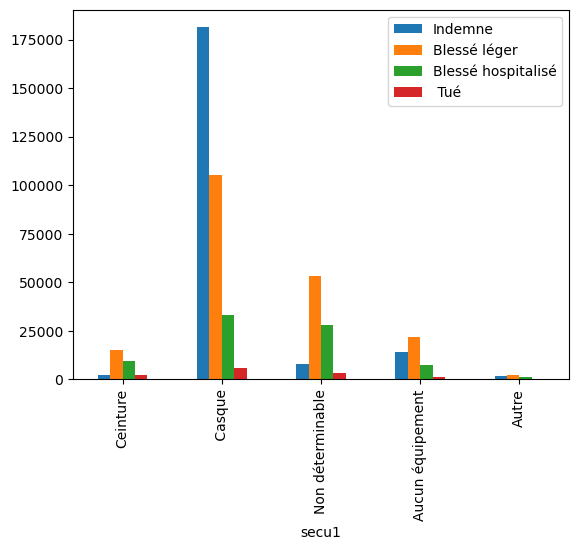 175000
150000
125000
100000
75000
50000
25000
0
Indemne
Blessé léger
Blessé hospitalisé
Tué
Ceinture
Casque
Non déterminable
Aucun équipement
Autre
secu1